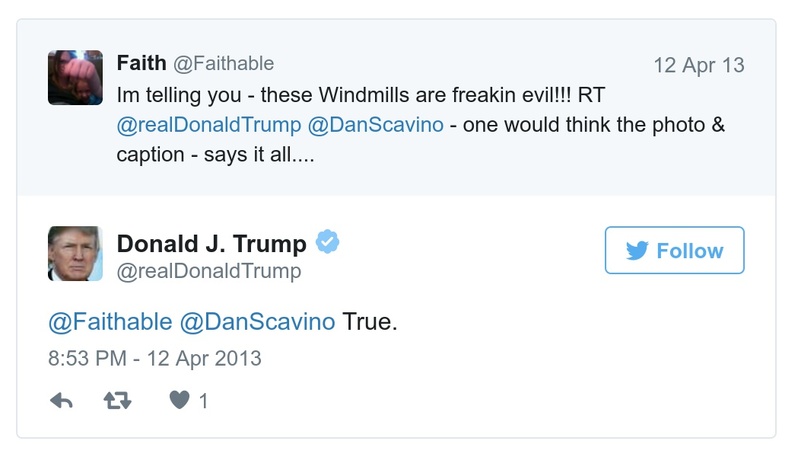 Faith @Faithable 12 Apr 13
Im telling you - these Windmills are freakin evil!!! RT
@realDonaldTrump @DanScavino - one would think the photo &
caption - says it all....
Donald J. Trump
@realDonaldTrump
Follow
@Faithable @DanScavino True.
8:53 PM - 12 Apr 2013
1